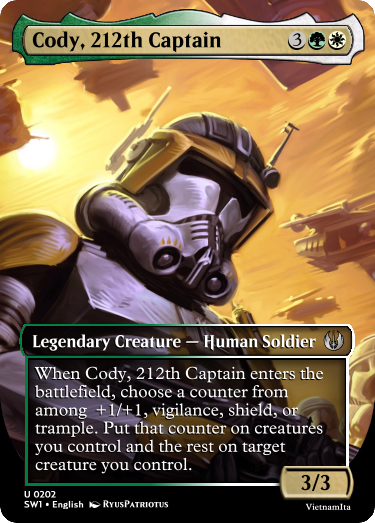 Cody, 212th Captain 3
Legendary Creature — Human Soldier
When Cody, 212th Captain enters the
battlefield, choose a counter from
among +1/+1, vigilance, shield, or
trample. Put that counter on creatures
you control and the rest on target
creature you control.
3/3
U 0202
SW1 • English RyusPatriotus
VietnamIta